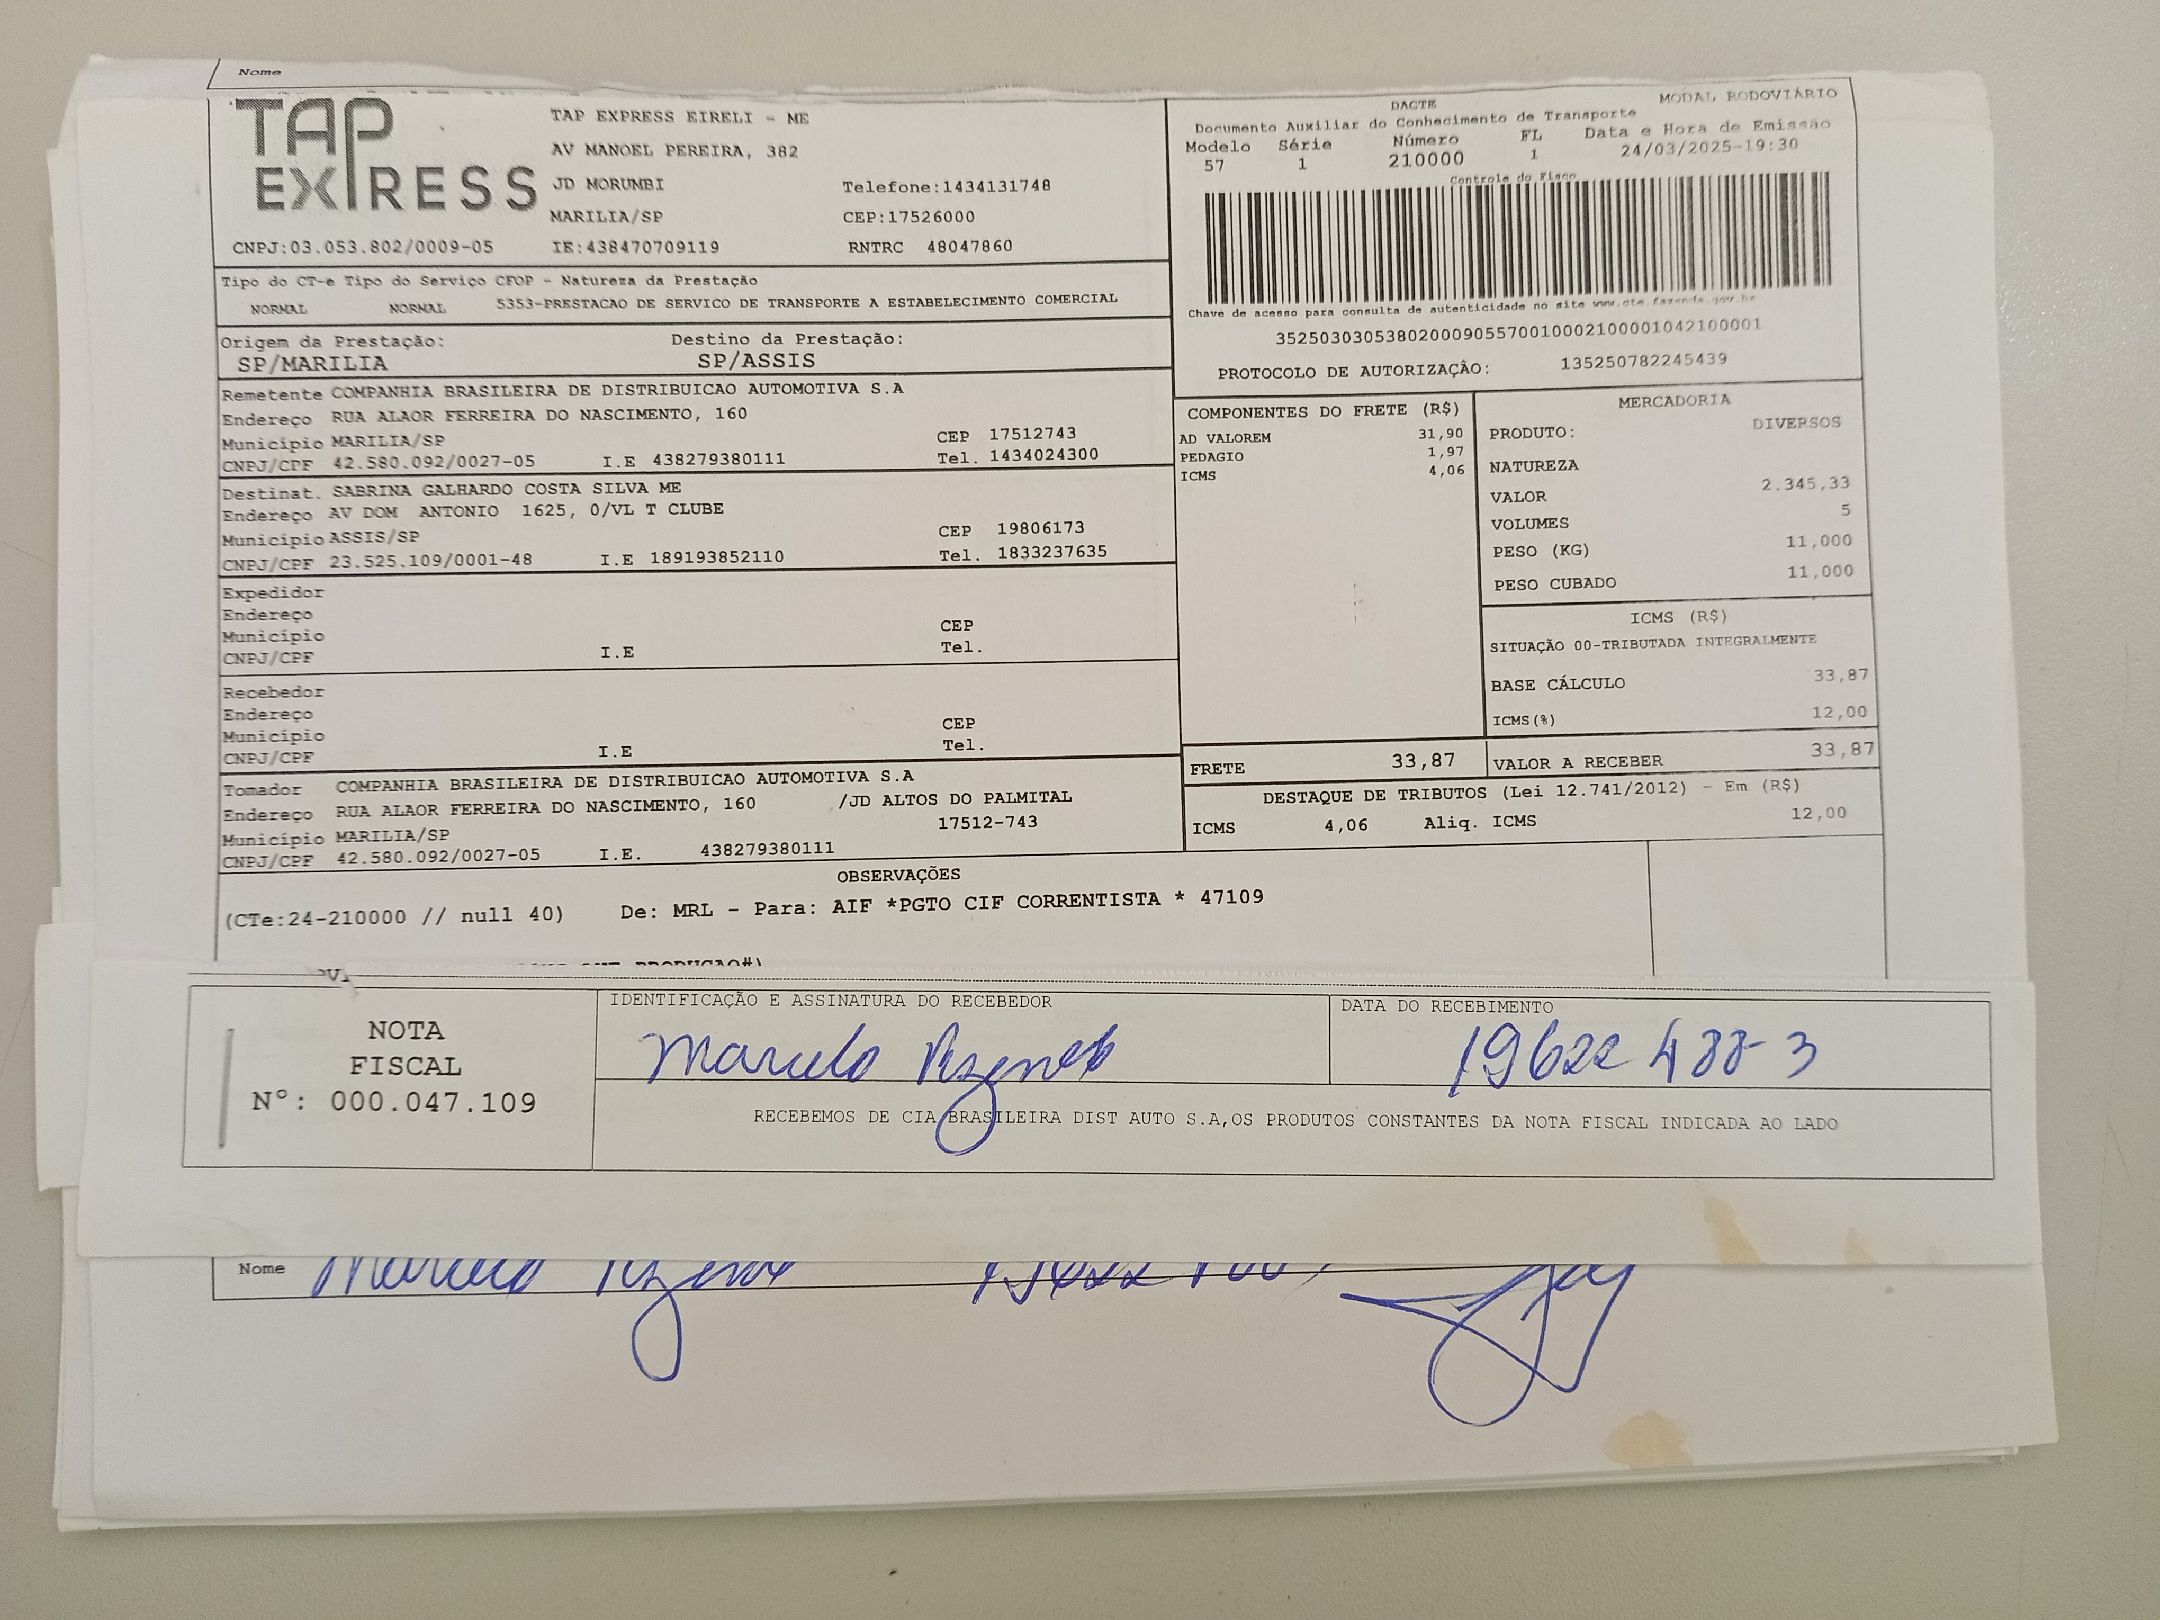 Nome
TAP EXPRESS
TAP EXPRESS EIRELI - ME
AV MANOEL PEREIRA, 382
JD MORUMBI Telefone:1434131748
MARILIA/SP CEP:17526000
CNPJ:03.053.802/0009-05 IE:438470709119 RNTRC 48047860
DACTE MODAL RODOVIÁRIO
Documento Auxiliar do Conhecimento de Transporte
Modelo Série Número FL Data e Hora de Emissão
57 1 210000 1 24/03/2025-19:30
Controle do Fisco
Chave de acesso para consulta de autenticidade no site www.cte.fazenda.gov.br
35250303053802000905570010002100001042100001
PROTOCOLO DE AUTORIZAÇÃO: 135250782245439
Tipo do CT-e Tipo do Serviço CFOP - Natureza da Prestação
NORMAL NORMAL 5353-PRESTACAO DE SERVICO DE TRANSPORTE A ESTABELECIMENTO COMERCIAL
Origem da Prestação: Destino da Prestação:
SP/MARILIA SP/ASSIS
Remetente COMPANHIA BRASILEIRA DE DISTRIBUICAO AUTOMOTIVA S.A
Endereço RUA ALAOR FERREIRA DO NASCIMENTO, 160
Município MARILIA/SP CEP 17512743
CNPJ/CPF 42.580.092/0027-05 I.E 438279380111 Tel. 1434024300
Destinat. SABRINA GALHARDO COSTA SILVA ME
Endereço AV DOM ANTONIO 1625, 0/VL T CLUBE
Município ASSIS/SP CEP 19806173
CNPJ/CPF 23.525.109/0001-48 I.E 189193852110 Tel. 1833237635
Expedidor
Endereço
Município CEP
CNPJ/CPF I.E Tel.
Recebedor
Endereço
Município CEP
CNPJ/CPF I.E Tel.
Tomador COMPANHIA BRASILEIRA DE DISTRIBUICAO AUTOMOTIVA S.A
Endereço RUA ALAOR FERREIRA DO NASCIMENTO, 160 /JD ALTOS DO PALMITAL
Município MARILIA/SP 17512-743
CNPJ/CPF 42.580.092/0027-05 I.E. 438279380111
COMPONENTES DO FRETE (R$)
AD VALOREM 31,90
PEDAGIO 1,97
ICMS 4,06
MERCADORIA
PRODUTO: DIVERSOS
NATUREZA
VALOR 2.345,33
VOLUMES 5
PESO (KG) 11,000
PESO CUBADO 11,000
ICMS (R$)
SITUAÇÃO 00-TRIBUTADA INTEGRALMENTE
BASE CÁLCULO 33,87
ICMS(%) 12,00
FRETE 33,87 VALOR A RECEBER 33,87
DESTAQUE DE TRIBUTOS (Lei 12.741/2012) - Em (R$)
ICMS 4,06 Aliq. ICMS 12,00
OBSERVAÇÕES
(CTe:24-210000 // null 40) De: MRL - Para: AIF *PGTO CIF CORRENTISTA * 47109
NOTA
FISCAL
Nº: 000.047.109
IDENTIFICAÇÃO E ASSINATURA DO RECEBEDOR
Marcelo
DATA DO RECEBIMENTO
19622488-3
RECEBEMOS DE CIA BRASILEIRA DIST AUTO S.A,OS PRODUTOS CONSTANTES DA NOTA FISCAL INDICADA AO LADO
Nome Marcelo